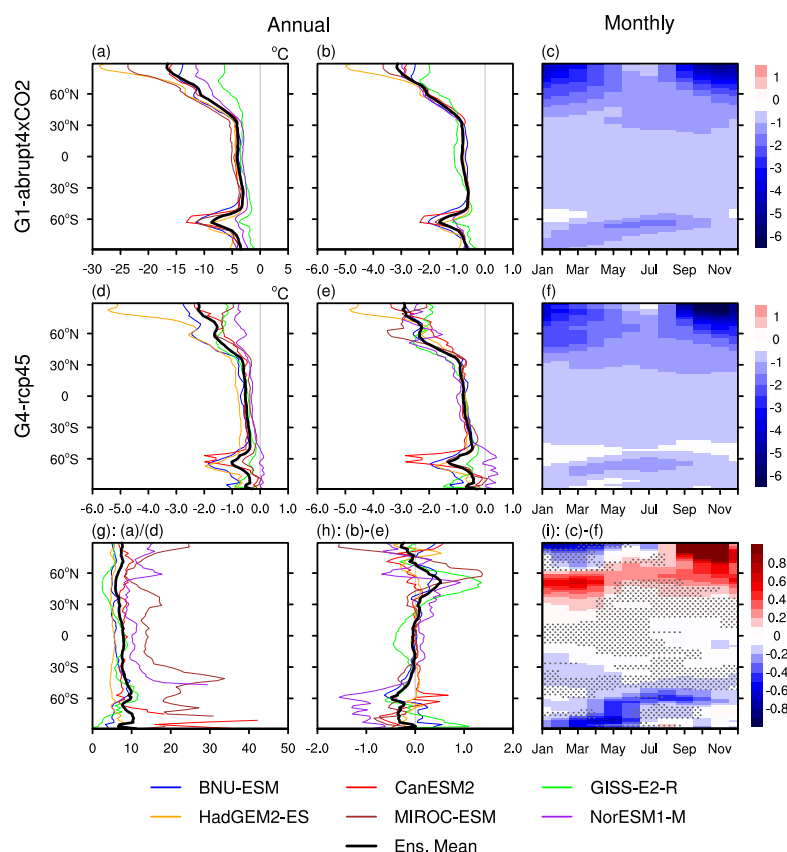 Annual Monthly
(a) °C (b) (c)
G1-abrupt4xCO2
60°N 30°N 0 30°S 60°S
-30 -25 -20 -15 -10 -5 0 5
-6.0 -5.0 -4.0 -3.0 -2.0 -1.0 0.0 1.0
Jan Mar May Jul Sep Nov
1 0 -1 -2 -3 -4 -5 -6
(d) °C (e) (f)
G4-rcp45
60°N 30°N 0 30°S 60°S
-6.0 -5.0 -4.0 -3.0 -2.0 -1.0 0.0 1.0
-6.0 -5.0 -4.0 -3.0 -2.0 -1.0 0.0 1.0
Jan Mar May Jul Sep Nov
1 0 -1 -2 -3 -4 -5 -6
(g): (a)/(d) (h): (b)-(e) (i): (c)-(f)
60°N 30°N 0 30°S 60°S
0 10 20 30 40 50
-2.0 -1.0 0.0 1.0 2.0
Jan Mar May Jul Sep Nov
0.8 0.6 0.4 0.2 0 -0.2 -0.4 -0.6 -0.8
BNU-ESM CanESM2 GISS-E2-R
HadGEM2-ES MIROC-ESM NorESM1-M
Ens. Mean